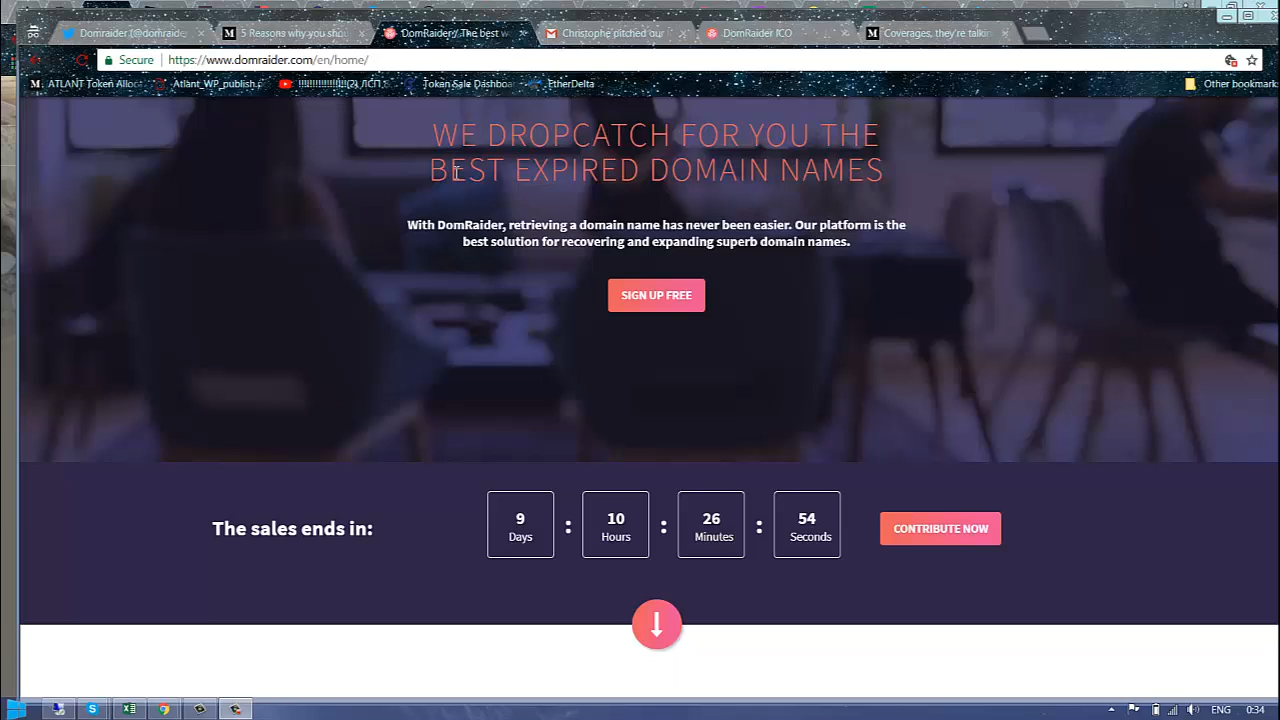 Domraider (@domraide
5 Reasons why you shou
DomRaider / The best w
Christophe pitched our
DomRaider ICO
Coverages, they're talkin
Secure
https://www.domraider.com/en/home/
ATLANT Token Alloca
Atlant_WP_publish.p
Token Sale Dashboa
EtherDelta
Other bookmark
WE DROPCATCH FOR YOU THE
BEST EXPIRED DOMAIN NAMES
With DomRaider, retrieving a domain name has never been easier. Our platform is the
best solution for recovering and expanding superb domain names.
SIGN UP FREE
The sales ends in:
9 : 10 : 26 : 54
Days Hours Minutes Seconds
CONTRIBUTE NOW
ENG 0:34